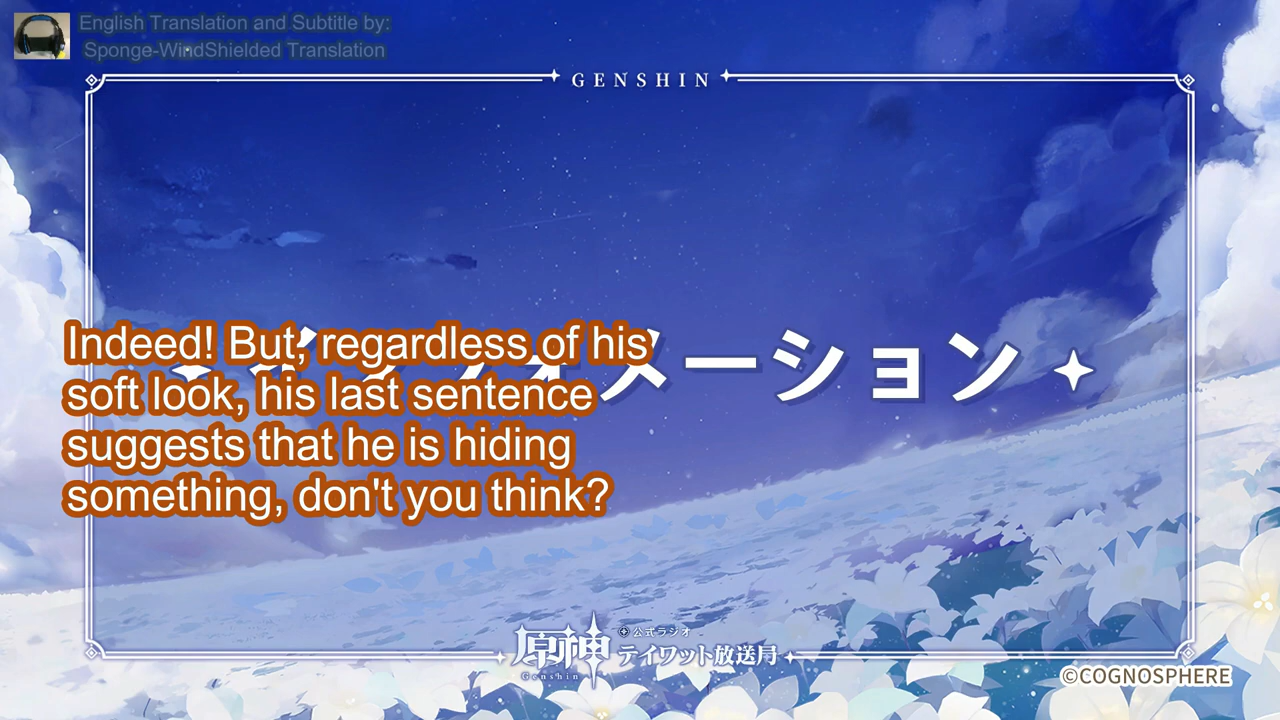 English Translation and Subtitle by:
Sponge-WindShielded Translation
GENSHIN
Indeed! But, regardless of his
soft look, his last sentence
suggests that he is hiding
something, don't you think?
メーション
原神
Genshin
公式ラジオ
テイワット放送局
©COGNOSPHERE